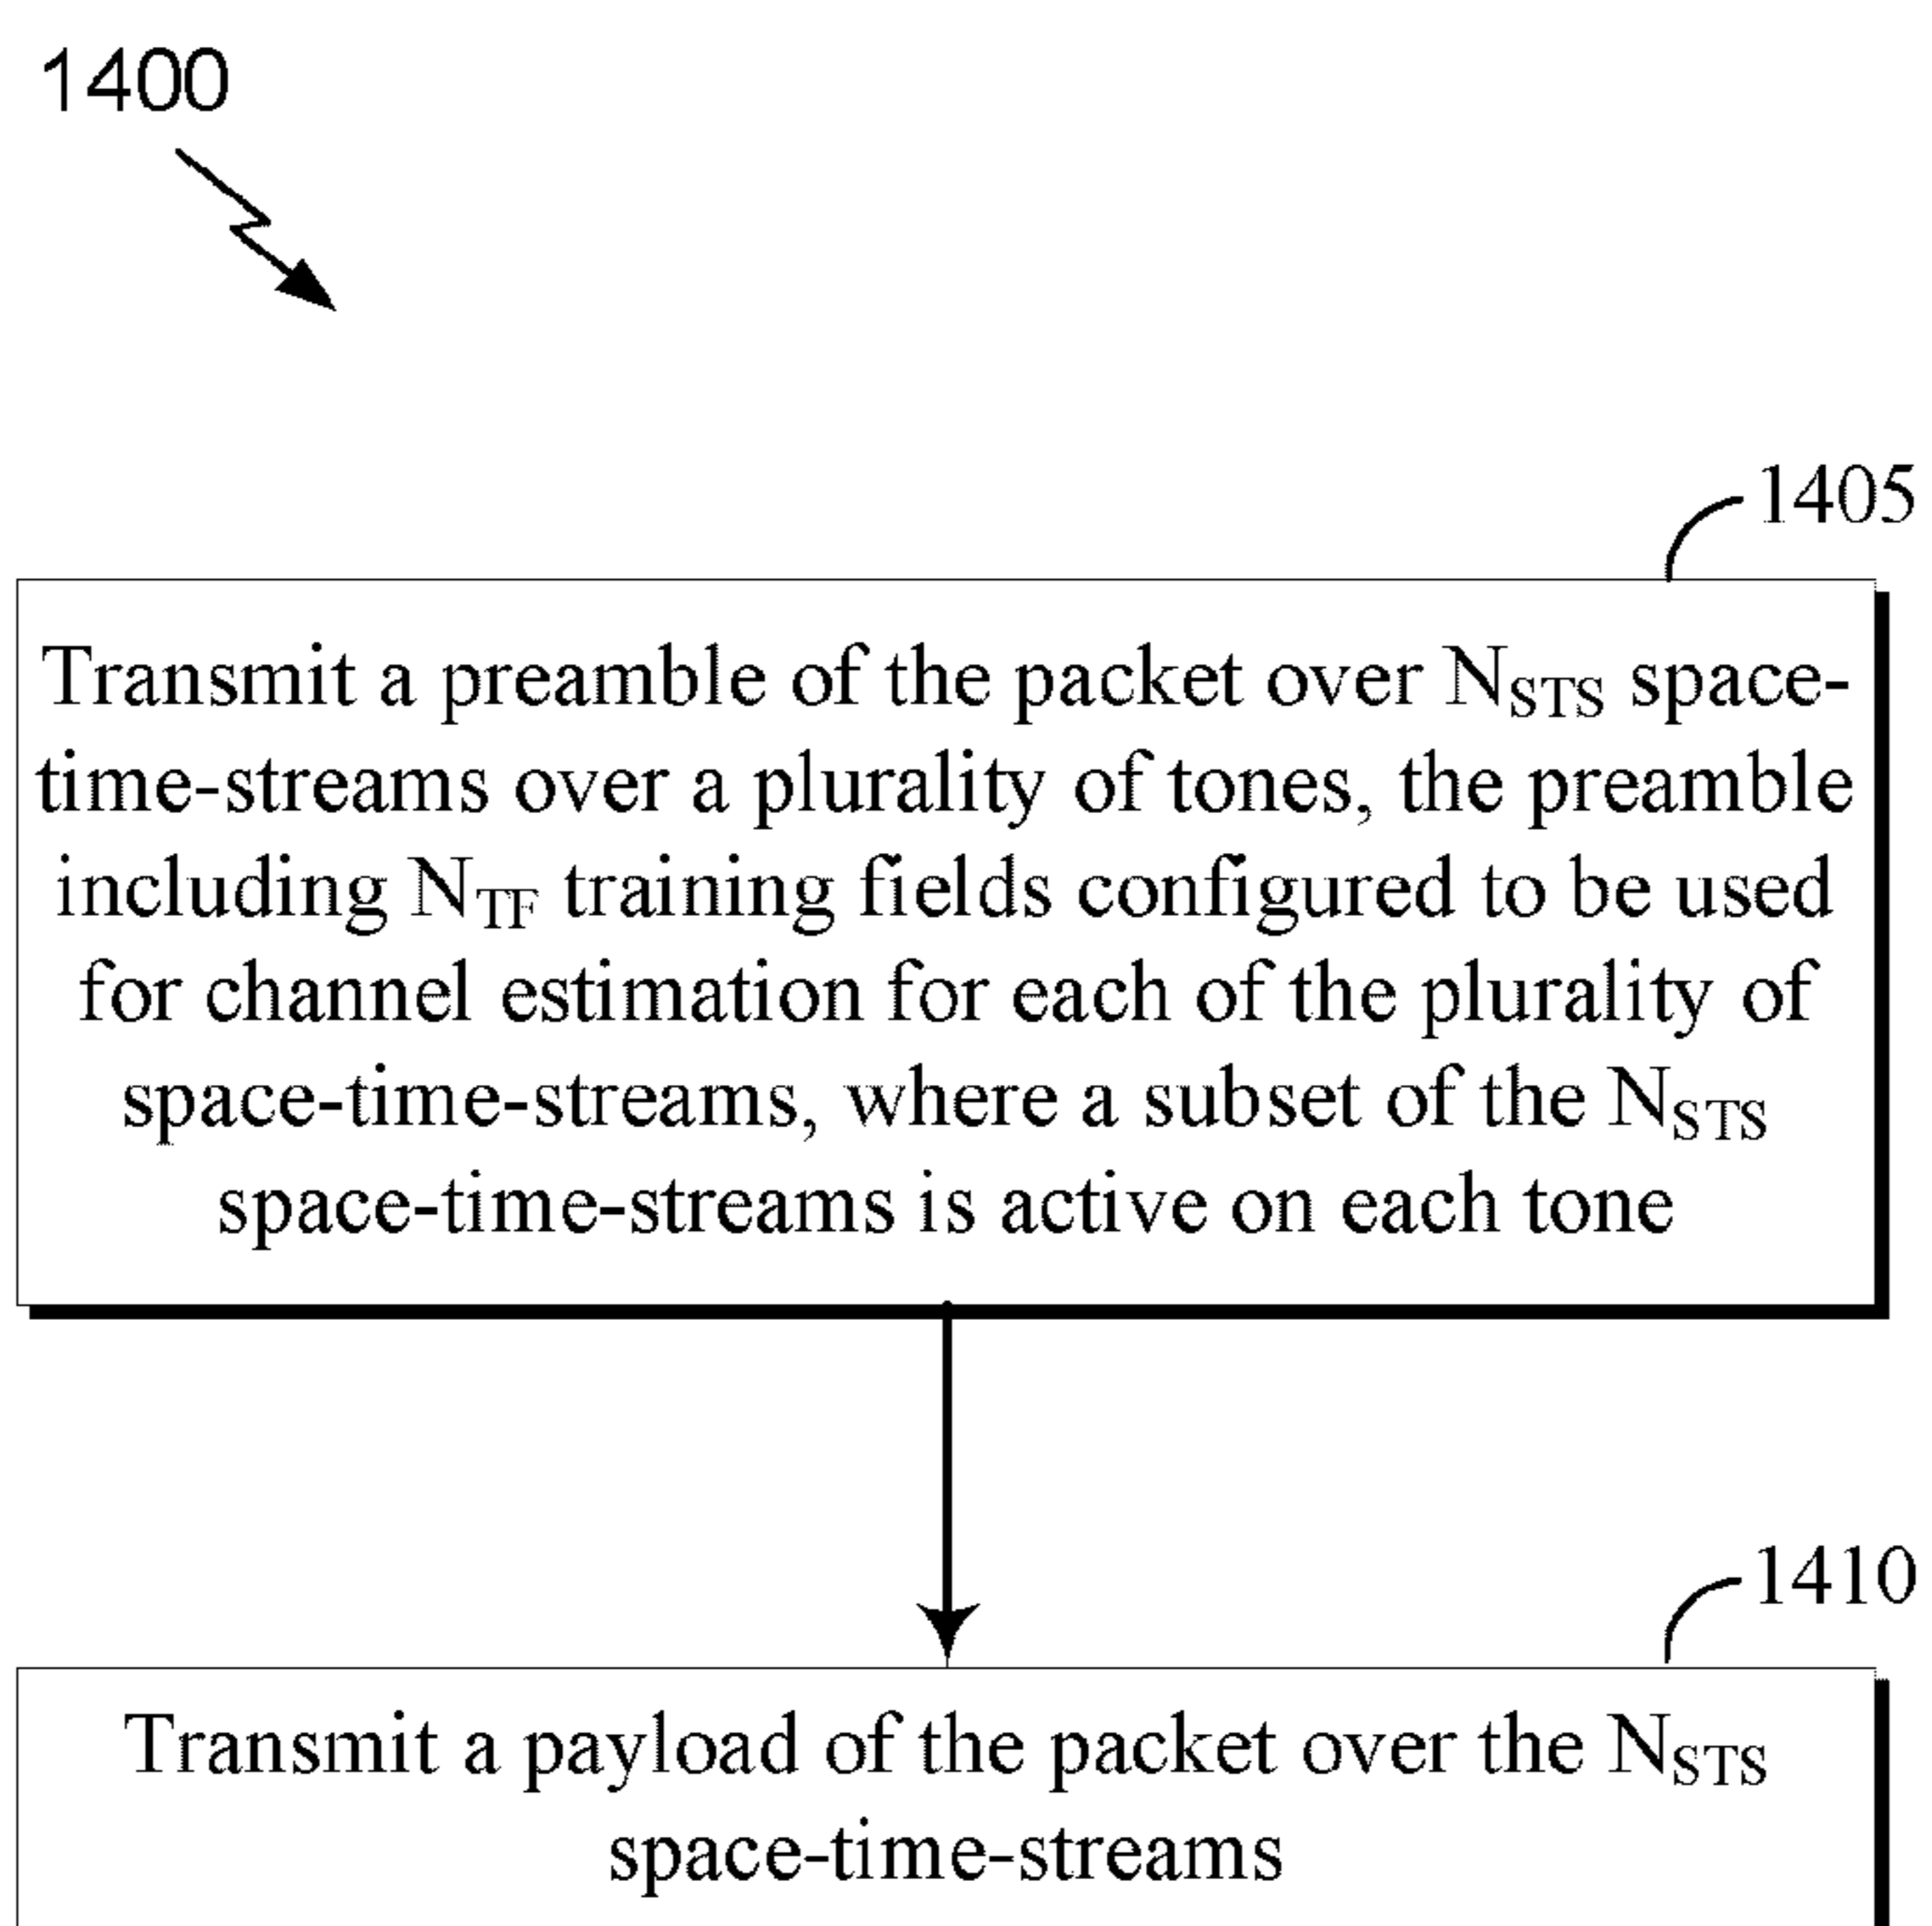 1400
1405
Transmit a preamble of the packet over NSTS space-
time-streams over a plurality of tones, the preamble
including NTF training fields configured to be used
for channel estimation for each of the plurality of
space-time-streams, where a subset of the NSTS
space-time-streams is active on each tone
1410
Transmit a payload of the packet over the NSTS
space-time-streams